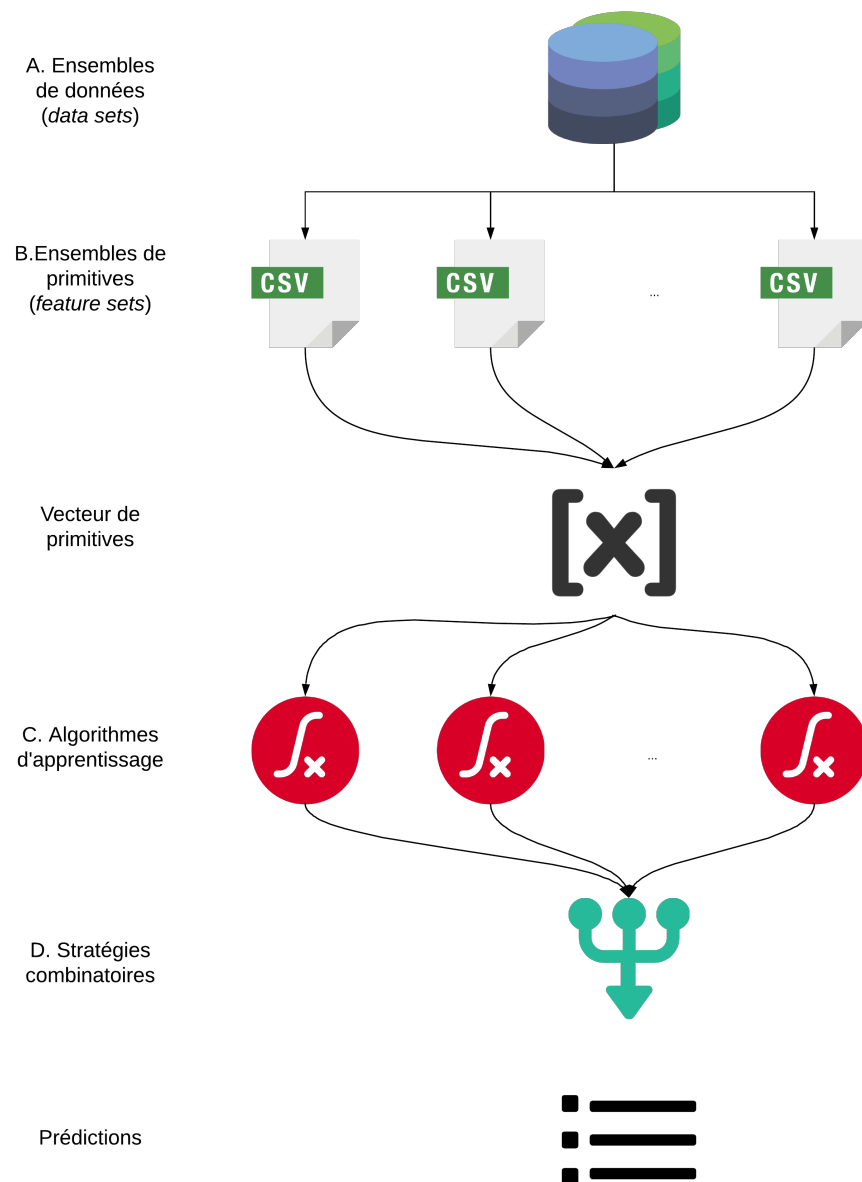 A. Ensembles
de données
(data sets)
B.Ensembles de
primitives
(feature sets)
CSV
CSV
...
CSV
Vecteur de
primitives
[x]
C. Algorithmes
d'apprentissage
∫x
∫x
...
∫x
D. Stratégies
combinatoires
Prédictions